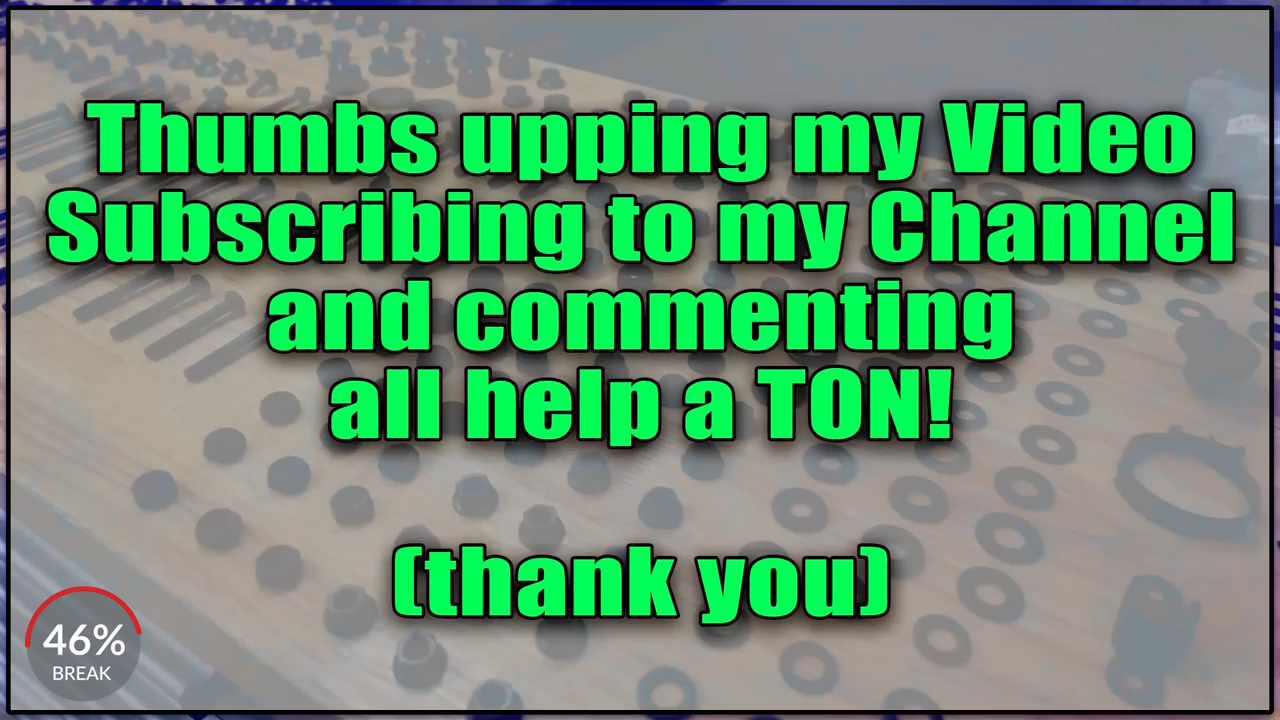 Thumbs upping my Video
Subscribing to my Channel
and commenting
all help a TON!
(thank you)
46%
BREAK